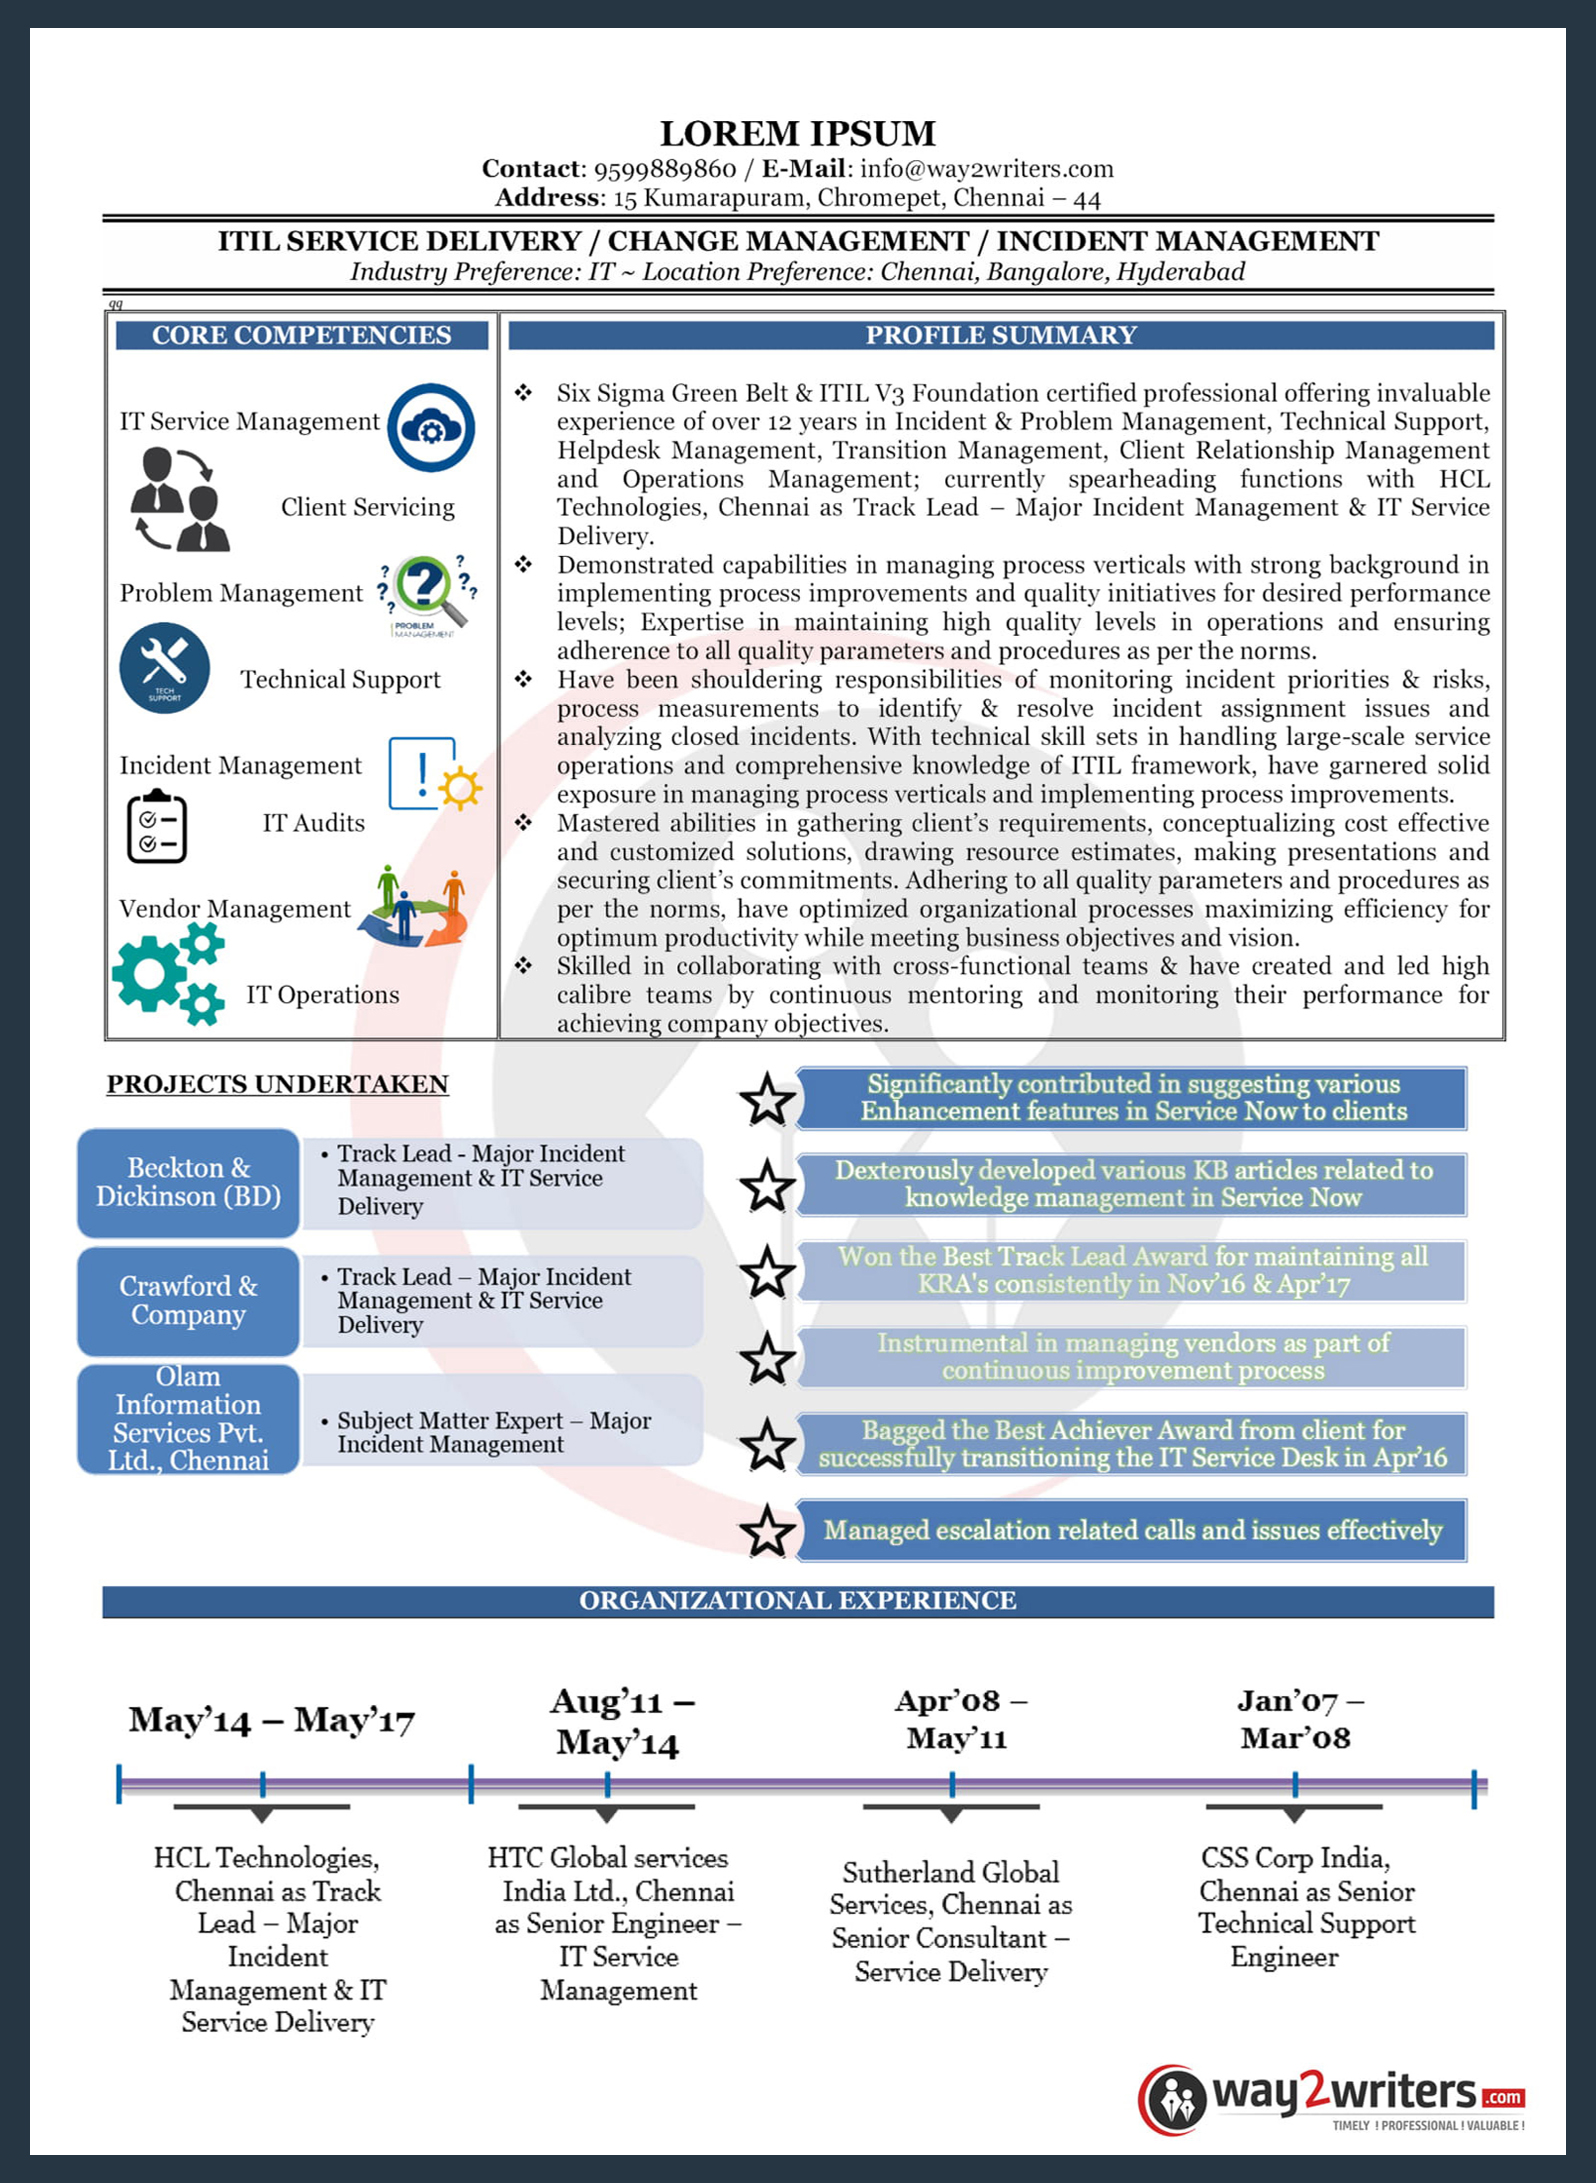 LOREM IPSUM
Contact: 9599889860 / E-Mail: info@way2writers.com
Address: 15 Kumarapuram, Chromepet, Chennai – 44
ITIL SERVICE DELIVERY / CHANGE MANAGEMENT / INCIDENT MANAGEMENT
Industry Preference: IT ~ Location Preference: Chennai, Bangalore, Hyderabad
qq
CORE COMPETENCIES
IT Service Management
Client Servicing
Problem Management
PROBLEM
MANAGEMENT
Technical Support
TECH
SUPPORT
Incident Management
IT Audits
Vendor Management
IT Operations
PROFILE SUMMARY
❖ Six Sigma Green Belt & ITIL V3 Foundation certified professional offering invaluable
experience of over 12 years in Incident & Problem Management, Technical Support,
Helpdesk Management, Transition Management, Client Relationship Management
and Operations Management; currently spearheading functions with HCL
Technologies, Chennai as Track Lead – Major Incident Management & IT Service
Delivery.
❖ Demonstrated capabilities in managing process verticals with strong background in
implementing process improvements and quality initiatives for desired performance
levels; Expertise in maintaining high quality levels in operations and ensuring
adherence to all quality parameters and procedures as per the norms.
❖ Have been shouldering responsibilities of monitoring incident priorities & risks,
process measurements to identify & resolve incident assignment issues and
analyzing closed incidents. With technical skill sets in handling large-scale service
operations and comprehensive knowledge of ITIL framework, have garnered solid
exposure in managing process verticals and implementing process improvements.
❖ Mastered abilities in gathering client's requirements, conceptualizing cost effective
and customized solutions, drawing resource estimates, making presentations and
securing client's commitments. Adhering to all quality parameters and procedures as
per the norms, have optimized organizational processes maximizing efficiency for
optimum productivity while meeting business objectives and vision.
❖ Skilled in collaborating with cross-functional teams & have created and led high
calibre teams by continuous mentoring and monitoring their performance for
achieving company objectives.
PROJECTS UNDERTAKEN
Beckton &
Dickinson (BD)
• Track Lead - Major Incident
Management & IT Service
Delivery
Crawford &
Company
• Track Lead – Major Incident
Management & IT Service
Delivery
Olam
Information
Services Pvt.
Ltd., Chennai
• Subject Matter Expert – Major
Incident Management
Significantly contributed in suggesting various
Enhancement features in Service Now to clients
Dexterously developed various KB articles related to
knowledge management in Service Now
Won the Best Track Lead Award for maintaining all
KRA's consistently in Nov'16 & Apr'17
Instrumental in managing vendors as part of
continuous improvement process
Bagged the Best Achiever Award from client for
successfully transitioning the IT Service Desk in Apr'16
Managed escalation related calls and issues effectively
ORGANIZATIONAL EXPERIENCE
May'14 – May'17
HCL Technologies,
Chennai as Track
Lead – Major
Incident
Management & IT
Service Delivery
Aug'11 –
May'14
HTC Global services
India Ltd., Chennai
as Senior Engineer –
IT Service
Management
Apr'08 –
May'11
Sutherland Global
Services, Chennai as
Senior Consultant –
Service Delivery
Jan'07 –
Mar'08
CSS Corp India,
Chennai as Senior
Technical Support
Engineer
way2writers.com
TIMELY ! PROFESSIONAL ! VALUABLE !